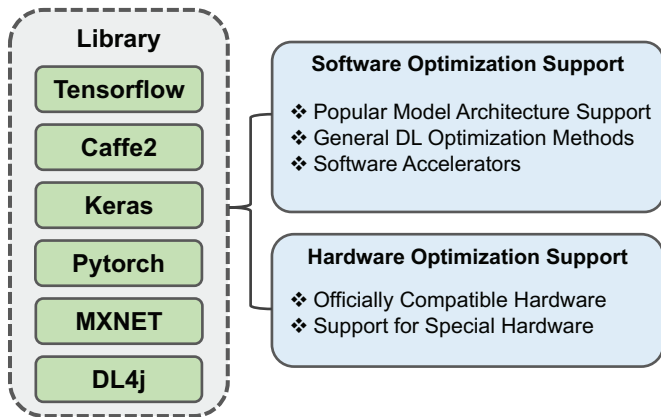 Library
Tensorflow
Caffe2
Keras
Pytorch
MXNET
DL4j
Software Optimization Support
❖ Popular Model Architecture Support
❖ General DL Optimization Methods
❖ Software Accelerators
Hardware Optimization Support
❖ Officially Compatible Hardware
❖ Support for Special Hardware